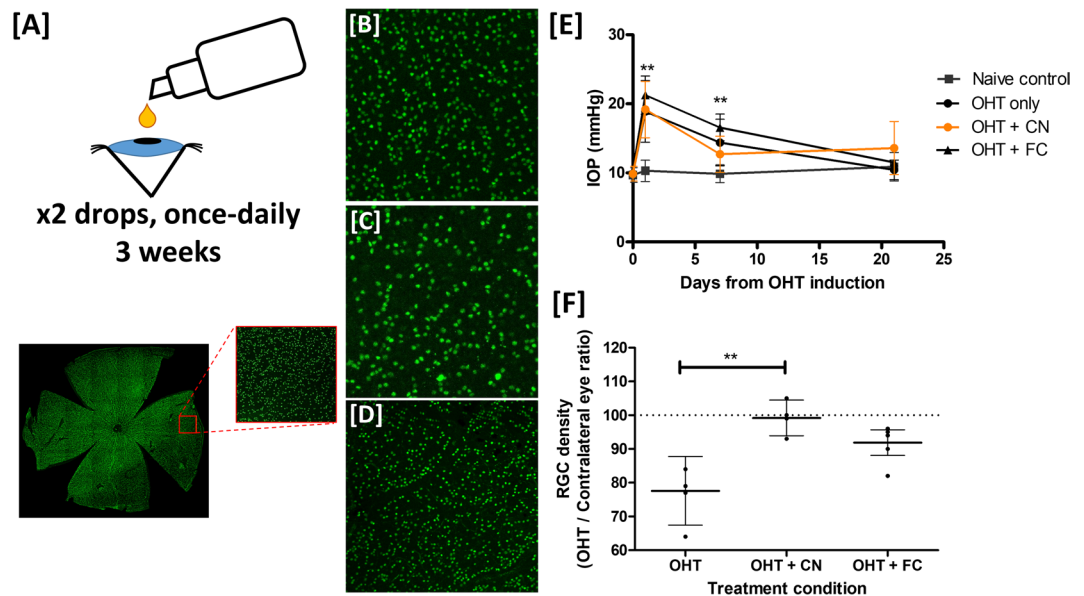 [A]
x2 drops, once-daily
3 weeks
[B]
[C]
[D]
[E]
30
20
10
0
IOP (mmHg)
**
**
0 5 10 15 20 25
Days from OHT induction
Naive control
OHT only
OHT + CN
OHT + FC
[F]
120
110
100
90
80
70
60
RGC density
(OHT / Contralateral eye ratio)
**
OHT OHT + CN OHT + FC
Treatment condition